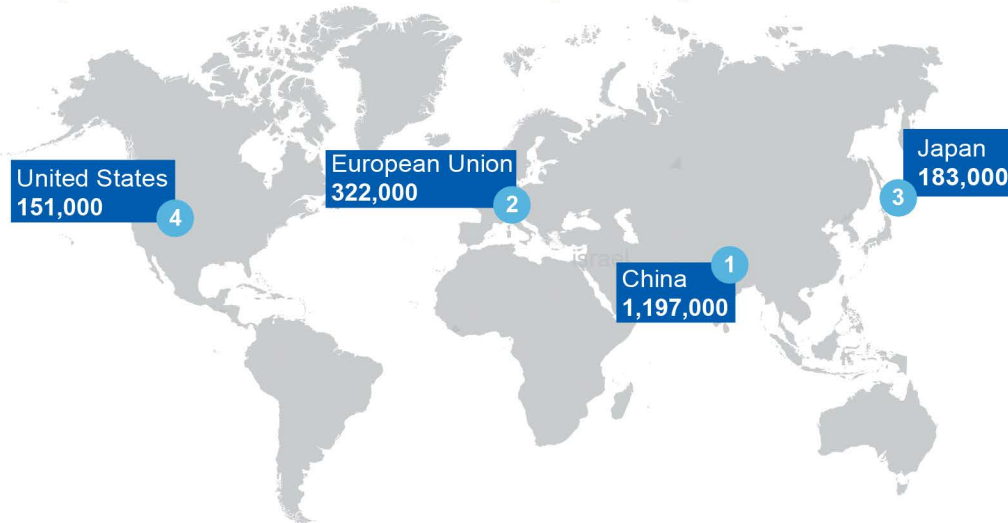 United States
151,000
4
European Union
322,000
2
Japan
183,000
3
israel
China
1,197,000
1